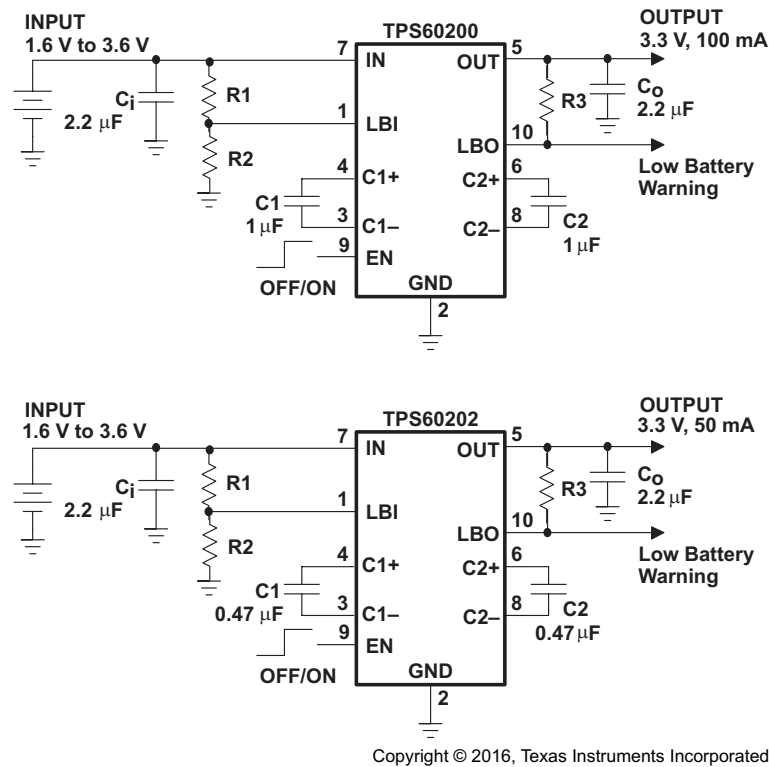 INPUT
1.6 V to 3.6 V
TPS60200
OUTPUT
3.3 V, 100 mA
7
IN
OUT
5
Ci
2.2 µF
R1
R3
Co
2.2 µF
1
LBI
LBO
10
R2
Low Battery
Warning
4
C1+
C2+
6
C1
1 µF
3
C1–
C2–
8
C2
1 µF
9
EN
OFF/ON
GND
2
INPUT
1.6 V to 3.6 V
TPS60202
OUTPUT
3.3 V, 50 mA
7
IN
OUT
5
Ci
2.2 µF
R1
R3
Co
2.2 µF
1
LBI
LBO
10
R2
Low Battery
Warning
4
C1+
C2+
6
C1
0.47 µF
3
C1–
C2–
8
C2
0.47 µF
9
EN
OFF/ON
GND
2
Copyright © 2016, Texas Instruments Incorporated